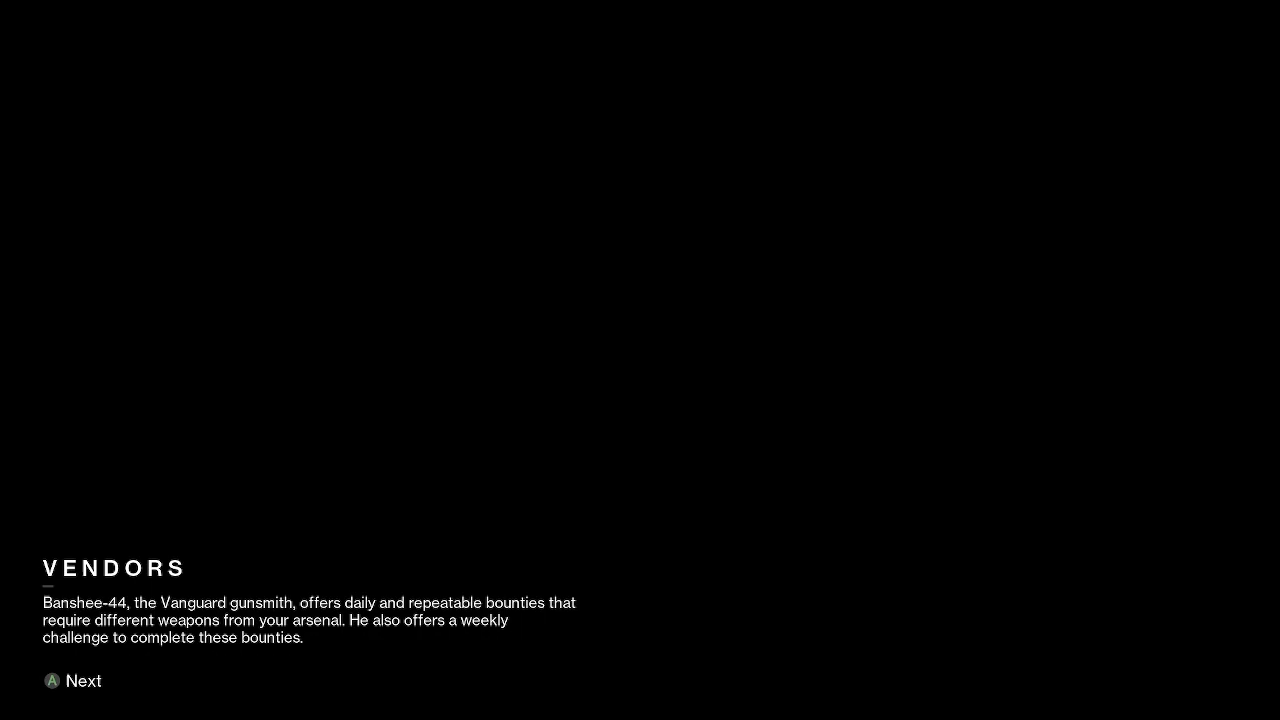 VENDORS
Banshee-44, the Vanguard gunsmith, offers daily and repeatable bounties that
require different weapons from your arsenal. He also offers a weekly
challenge to complete these bounties.
A Next